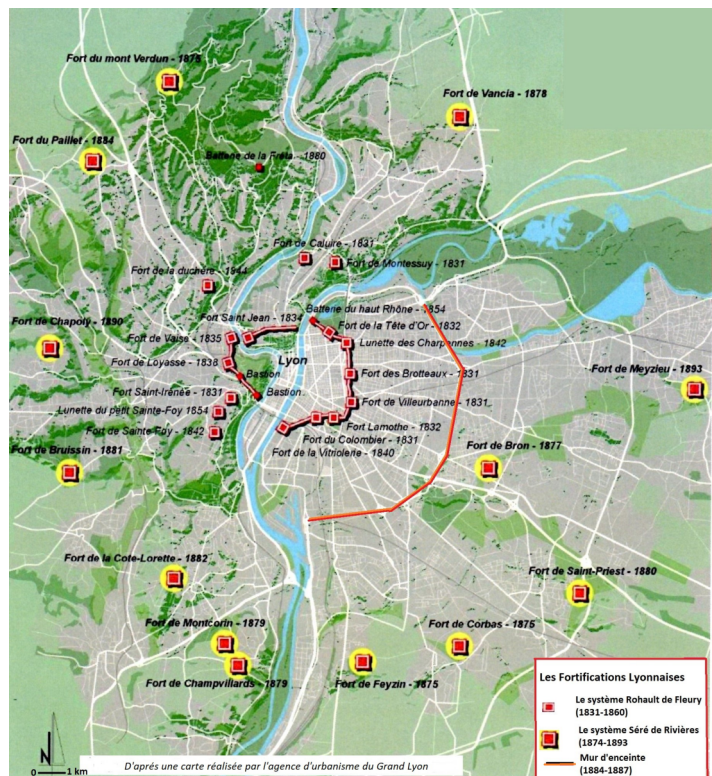 Fort du mont Verdun - 1875
Fort de Vancia - 1878
Fort du Paillet - 1884
Batterie de la Fréta - 1880
Fort de Caluire - 1831
Fort de Montessuy - 1831
Fort de la duchère - 1844
Batterie du haut Rhône - 1854
Fort Saint Jean - 1834
Fort de la Tête d'Or - 1832
Fort de Chapoly - 1890
Fort de Vaise - 1835
Lunette des Charpennes - 1842
Lyon
Fort de Loyasse - 1838
Fort de Meyzieu - 1893
Bastion
Fort des Brotteaux - 1831
Fort Saint-Irénée - 1831
Bastion
Fort de Villeurbanne - 1831
Lunette du petit Sainte-Foy 1854
Fort Lamothe - 1832
Fort de Sainte Foy - 1842
Fort du Colombier - 1831
Fort de Bron - 1877
Fort de la Vitriolerie - 1840
Fort de Bruissin - 1881
Fort de la Cote-Lorette - 1882
Fort de Saint-Priest - 1880
Fort de Montcorin - 1879
Fort de Corbas - 1875
Fort de Champvillards - 1879
Fort de Feyzin - 1875
Les Fortifications Lyonnaises
Le système Rohault de Fleury
(1831-1860)
Le système Séré de Rivières
(1874-1893
Mur d'enceinte
(1884-1887)
N
0 1 km
D'après une carte réalisée par l'agence d'urbanisme du Grand Lyon